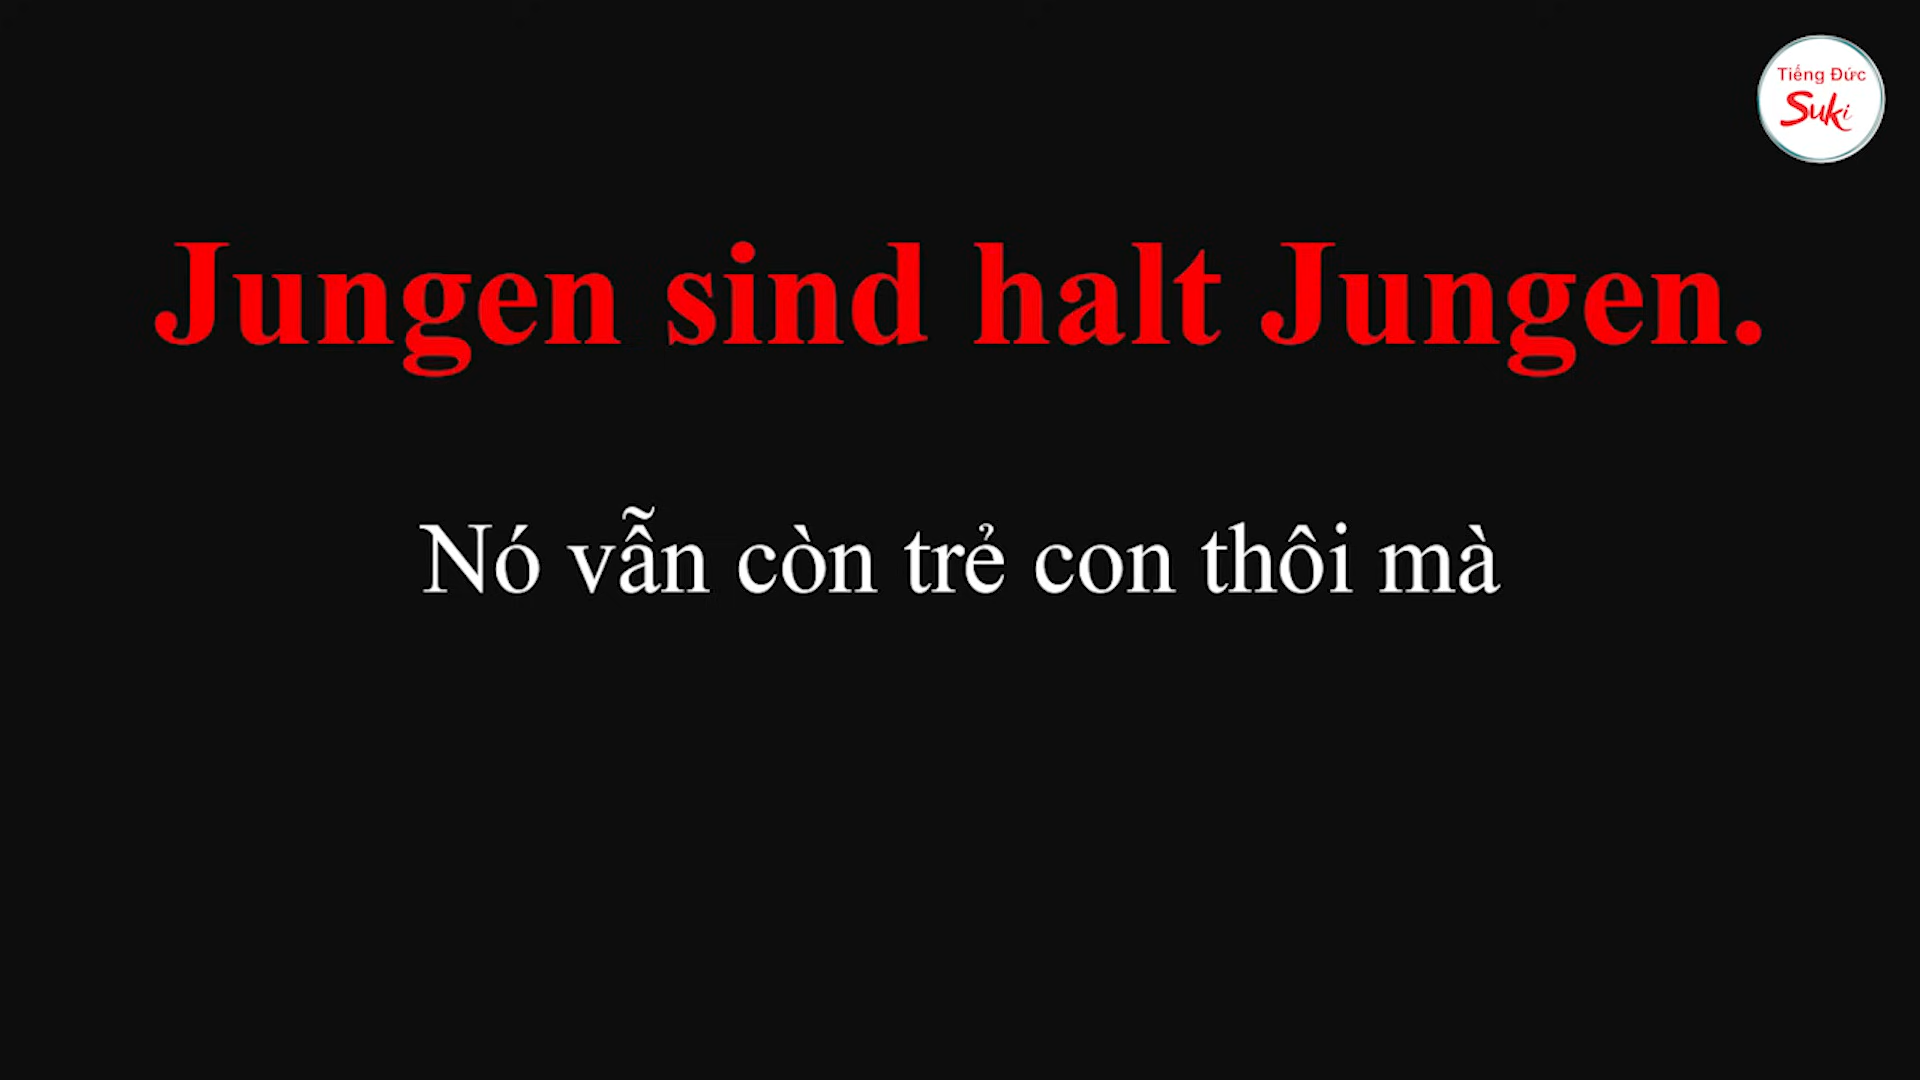 Tiếng Đức
Suki
Jungen sind halt Jungen.
Nó vẫn còn trẻ con thôi mà